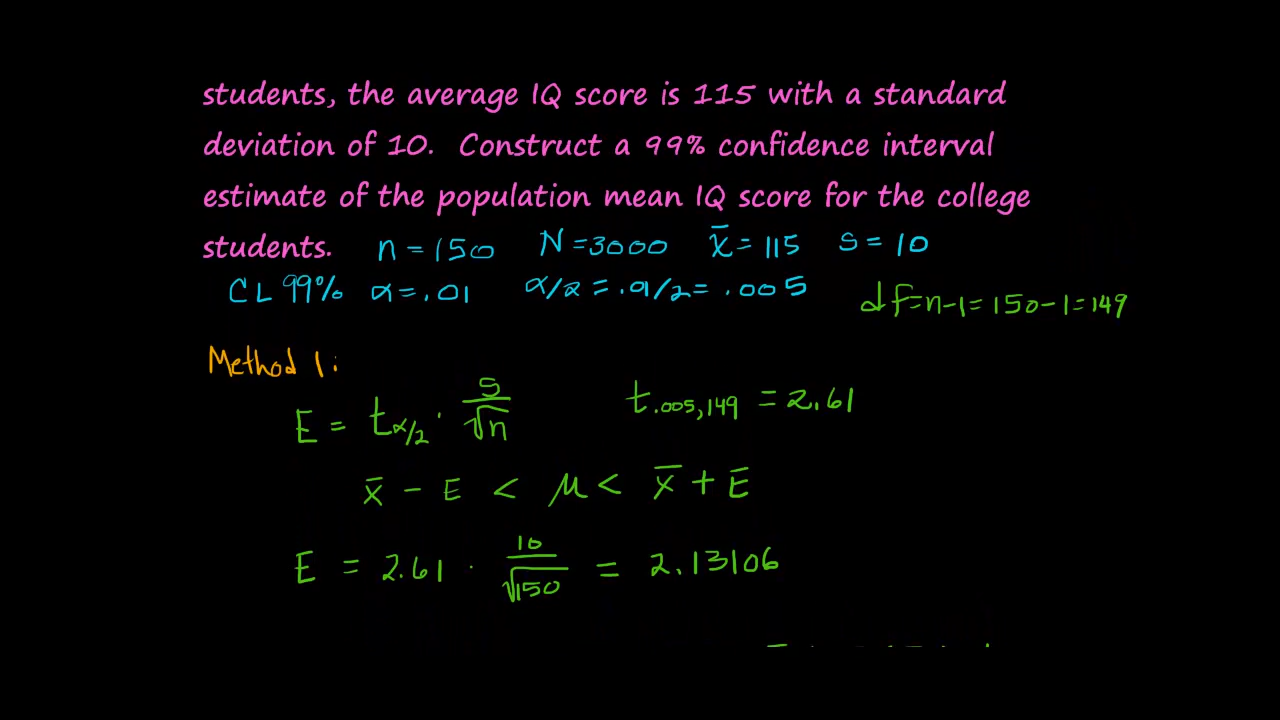 students, the average IQ score is 115 with a standard
deviation of 10. Construct a 99% confidence interval
estimate of the population mean IQ score for the college
students. n = 150 N = 3000 x̄ = 115 s = 10
CL 99% α = .01 α/2 = .01/2 = .005 df = n-1 = 150-1 = 149
Method 1:
E = t α/2 · s/√n t .005,149 = 2.61
x̄ - E < μ < x̄ + E
E = 2.61 · 10/√150 = 2.13106